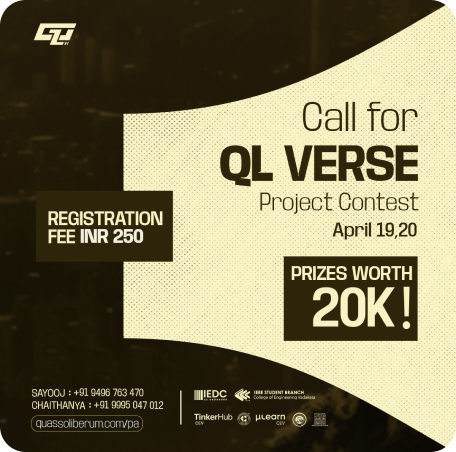 Call for
QL VERSE
Project Contest
April 19,20
REGISTRATION
FEE INR 250
PRIZES WORTH
20K!
SAYOOJ : +91 9496 763 470
CHAITHANYA : +91 9995 047 012
quassoliberum.com/pa
IEDC
IEEE STUDENT BRANCH
College of Engineering Vadakara
TinkerHub
CEV
µLearn
CEV